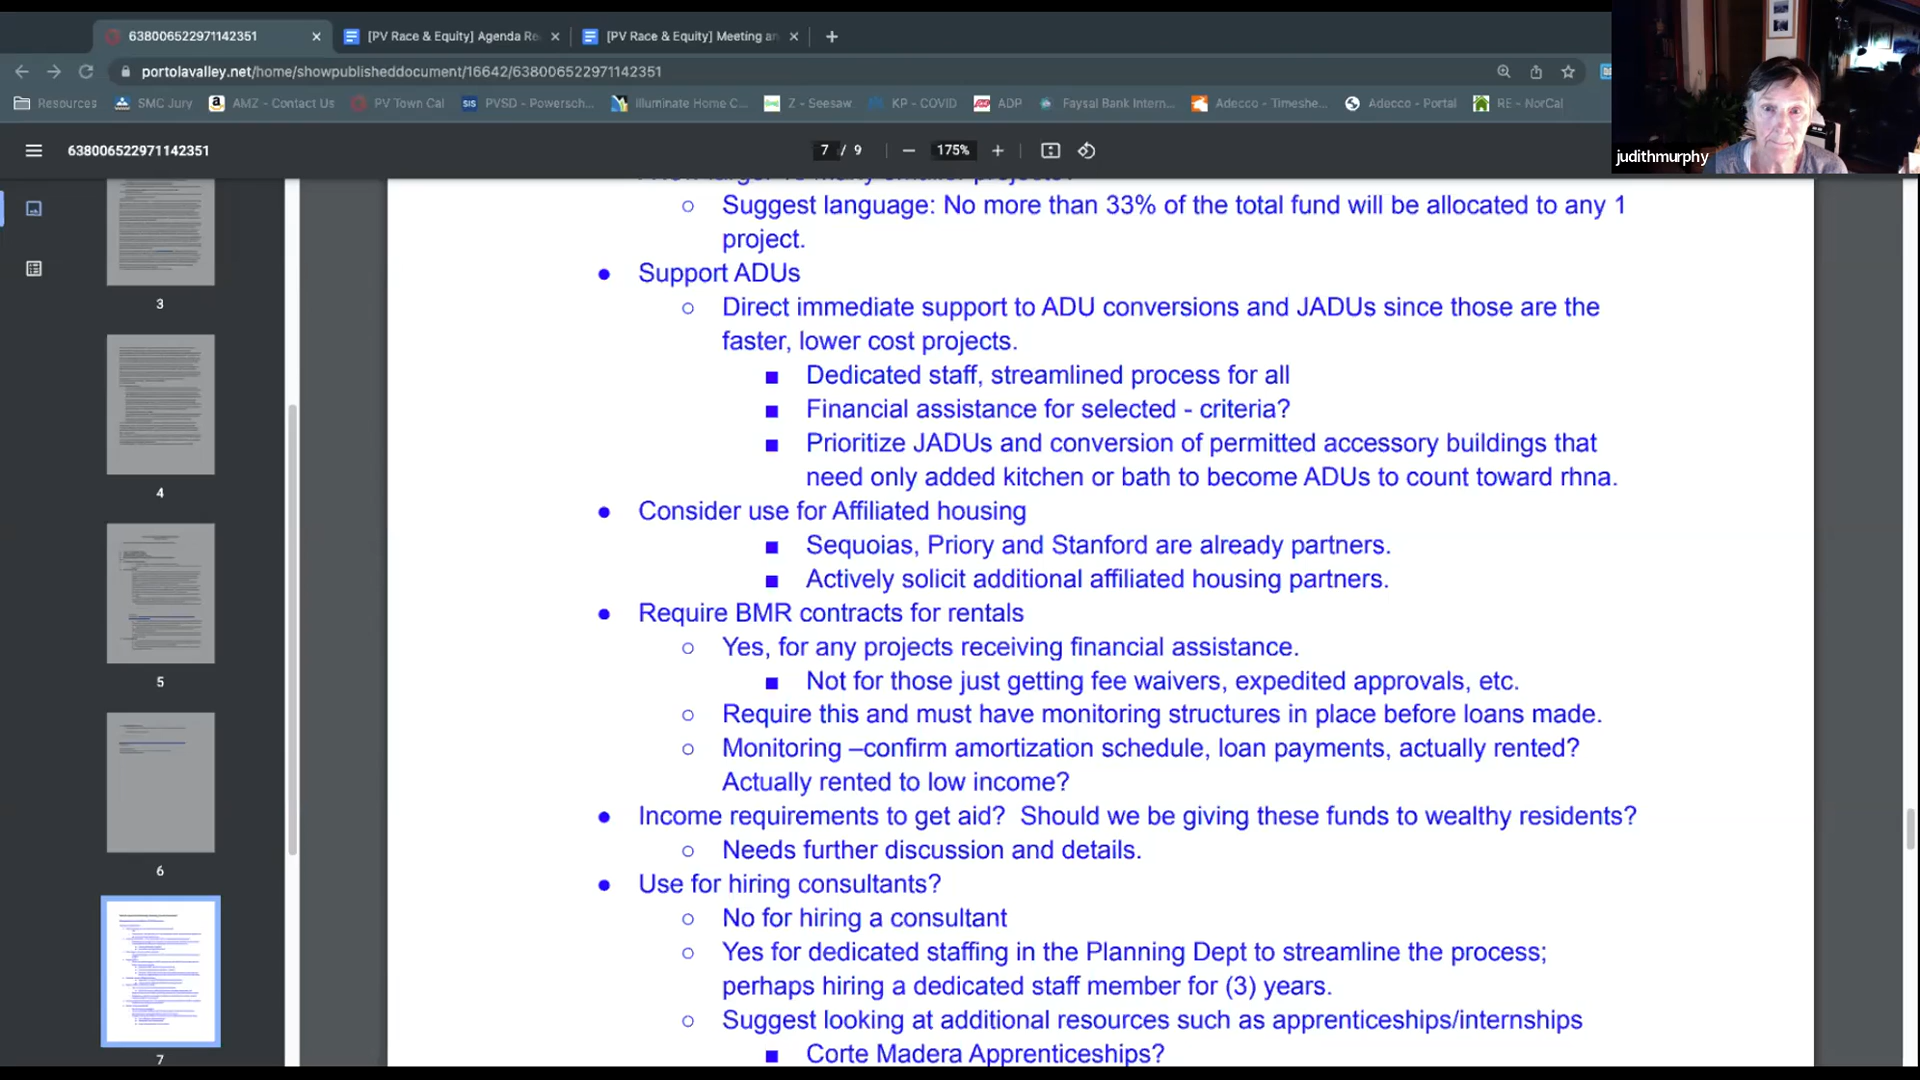 638006522971142351
[PV Race & Equity] Agenda Re
[PV Race & Equity] Meeting an
portolavalley.net/home/showpublisheddocument/16642/638006522971142351
Resources
SMC Jury
AMZ - Contact Us
PV Town Cal
PVSD - Powersch...
Illuminate Home C...
Z - Seesaw
KP - COVID
ADP
Faysal Bank Intern...
Adecco - Timeshe...
Adecco - Portal
RE - NorCal
judithmurphy
638006522971142351
7 / 9
175%
○ Suggest language: No more than 33% of the total fund will be allocated to any 1
project.
● Support ADUs
○ Direct immediate support to ADU conversions and JADUs since those are the
faster, lower cost projects.
■ Dedicated staff, streamlined process for all
■ Financial assistance for selected - criteria?
■ Prioritize JADUs and conversion of permitted accessory buildings that
need only added kitchen or bath to become ADUs to count toward rhna.
● Consider use for Affiliated housing
■ Sequoias, Priory and Stanford are already partners.
■ Actively solicit additional affiliated housing partners.
● Require BMR contracts for rentals
○ Yes, for any projects receiving financial assistance.
■ Not for those just getting fee waivers, expedited approvals, etc.
○ Require this and must have monitoring structures in place before loans made.
○ Monitoring –confirm amortization schedule, loan payments, actually rented?
Actually rented to low income?
● Income requirements to get aid?  Should we be giving these funds to wealthy residents?
○ Needs further discussion and details.
● Use for hiring consultants?
○ No for hiring a consultant
○ Yes for dedicated staffing in the Planning Dept to streamline the process;
perhaps hiring a dedicated staff member for (3) years.
○ Suggest looking at additional resources such as apprenticeships/internships
■ Corte Madera Apprenticeships?
3
4
5
6
7